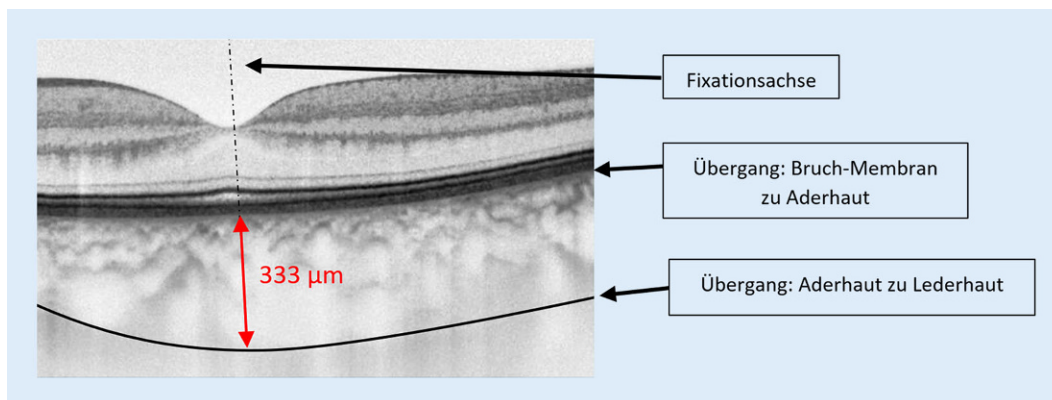 Fixationsachse
Übergang: Bruch-Membran
zu Aderhaut
333 µm
Übergang: Aderhaut zu Lederhaut